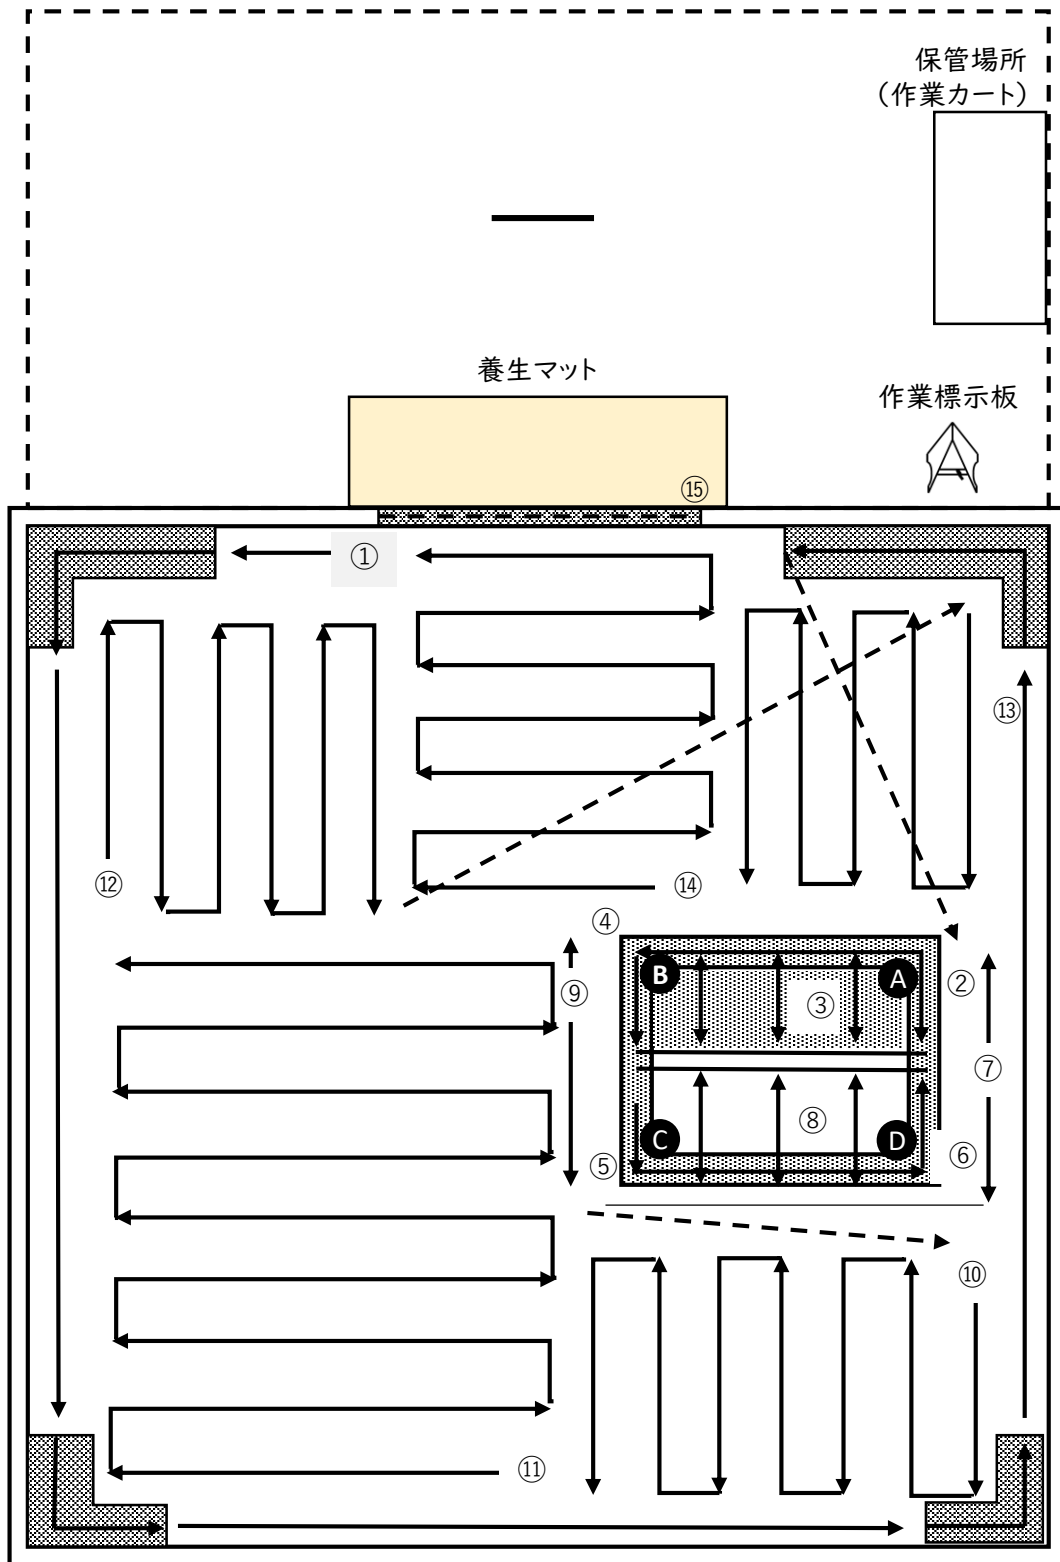 保管場所
(作業カート)
養生マット
作業標示板
⑮
①
⑬
⑫
⑭
④
B
A
②
⑨
③
⑦
C
⑧
D
⑤
⑥
⑩
⑪